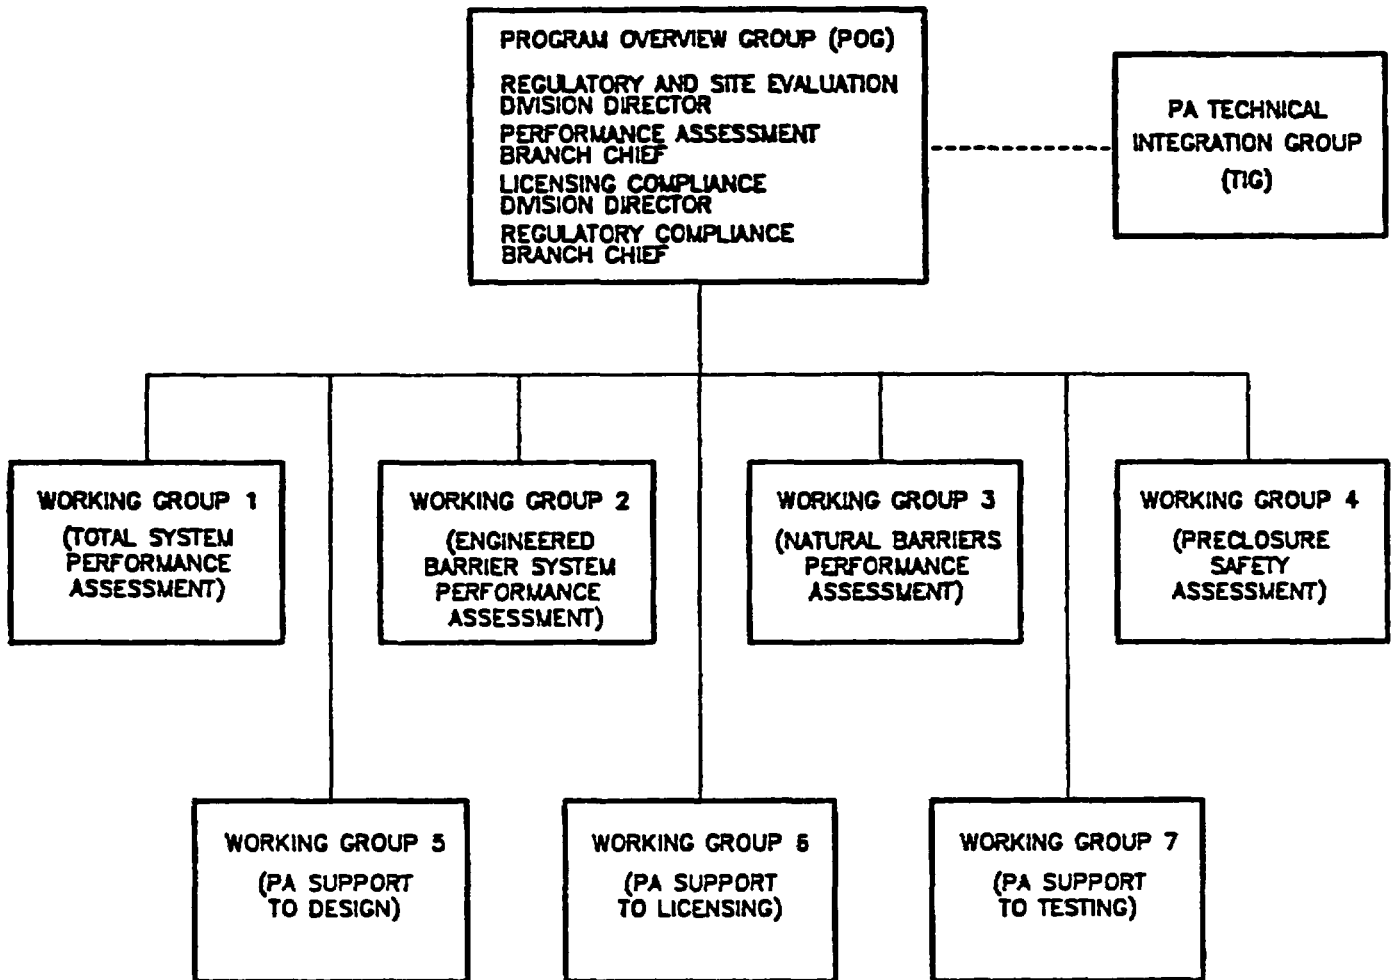 PROGRAM OVERVIEW GROUP (POG)
REGULATORY AND SITE EVALUATION
DIVISION DIRECTOR
PERFORMANCE ASSESSMENT
BRANCH CHIEF
LICENSING COMPLIANCE
DIVISION DIRECTOR
REGULATORY COMPLIANCE
BRANCH CHIEF
PA TECHNICAL
INTEGRATION GROUP
(TIG)
WORKING GROUP 1
(TOTAL SYSTEM
PERFORMANCE
ASSESSMENT)
WORKING GROUP 2
(ENGINEERED
BARRIER SYSTEM
PERFORMANCE
ASSESSMENT)
WORKING GROUP 3
(NATURAL BARRIERS
PERFORMANCE
ASSESSMENT)
WORKING GROUP 4
(PRECLOSURE
SAFETY
ASSESSMENT)
WORKING GROUP 5
(PA SUPPORT
TO DESIGN)
WORKING GROUP 6
(PA SUPPORT
TO LICENSING)
WORKING GROUP 7
(PA SUPPORT
TO TESTING)